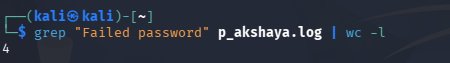 ┌──(kali㉿kali)-[~]
└─$ grep "Failed password" p_akshaya.log | wc -l
4